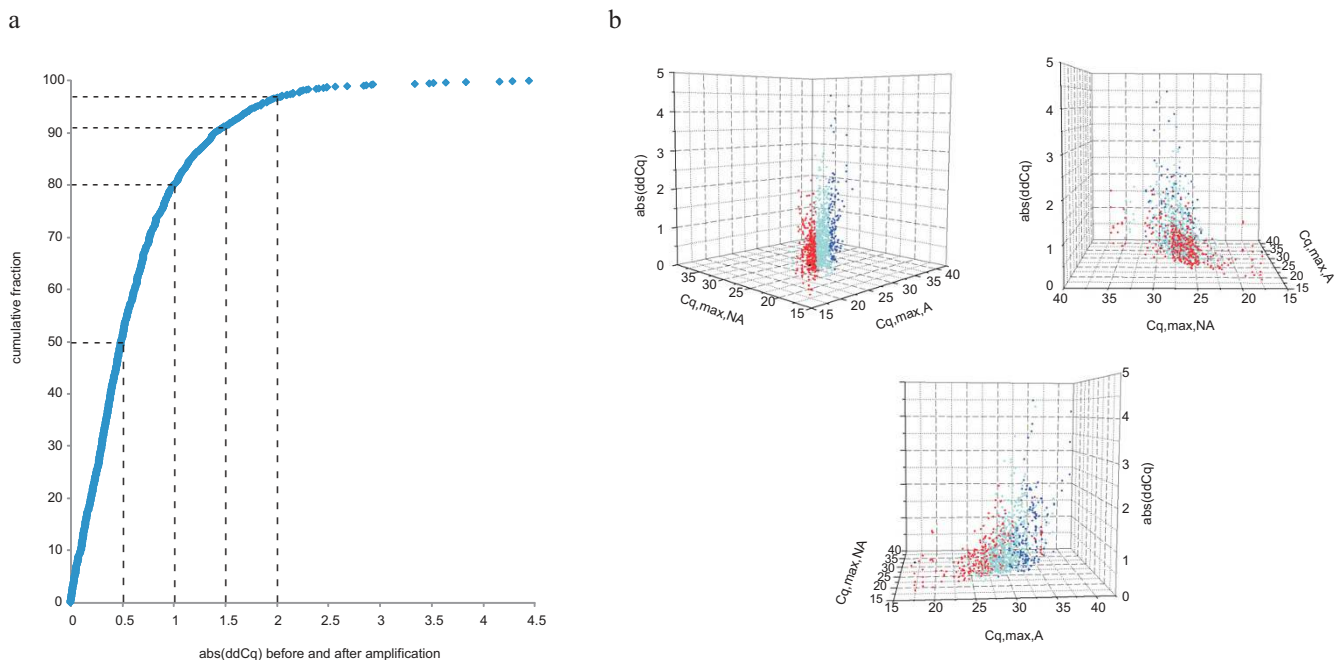 a
100
90
80
70
60
50
40
30
20
10
0
cumulative fraction
0 0.5 1 1.5 2 2.5 3 3.5 4 4.5
abs(ddCq) before and after amplification
b
5
4
3
2
1
0
abs(ddCq)
35 30 25 20 15
Cq,max,NA
15 20 25 30 35 40
Cq,max,A
5
4
3
2
1
0
abs(ddCq)
40 35 30 25 20 15
Cq,max,NA
40
35
30
25
20
15
Cq,max,A
5
4
3
2
1
0
abs(ddCq)
40
35
30
25
20
15
Cq,max,NA
15 20 25 30 35 40
Cq,max,A